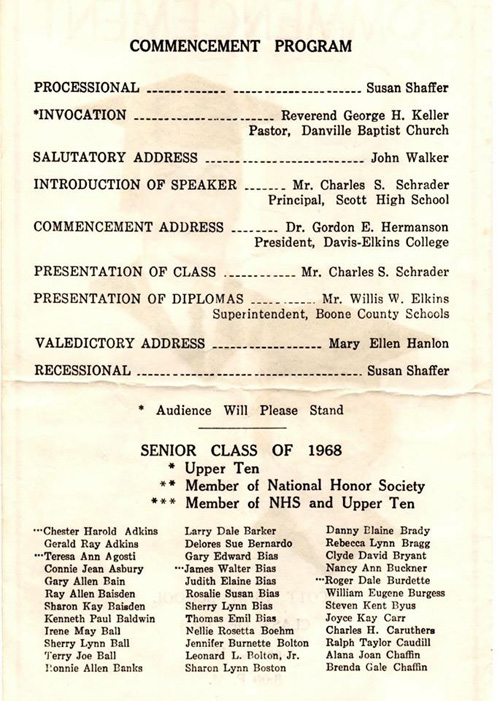 COMMENCEMENT PROGRAM
PROCESSIONAL Susan Shaffer
*INVOCATION Reverend George H. Keller
Pastor, Danville Baptist Church
SALUTATORY ADDRESS John Walker
INTRODUCTION OF SPEAKER Mr. Charles S. Schrader
Principal, Scott High School
COMMENCEMENT ADDRESS Dr. Gordon E. Hermanson
President, Davis-Elkins College
PRESENTATION OF CLASS Mr. Charles S. Schrader
PRESENTATION OF DIPLOMAS Mr. Willis W. Elkins
Superintendent, Boone County Schools
VALEDICTORY ADDRESS Mary Ellen Hanlon
RECESSIONAL Susan Shaffer
* Audience Will Please Stand
SENIOR CLASS OF 1968
* Upper Ten
** Member of National Honor Society
*** Member of NHS and Upper Ten
***Chester Harold Adkins
Gerald Ray Adkins
***Teresa Ann Agosti
Connie Jean Asbury
Gary Allen Bain
Ray Allen Baisden
Sharon Kay Baisden
Kenneth Paul Baldwin
Irene May Ball
Sherry Lynn Ball
Terry Joe Ball
Ronnie Allen Banks
Larry Dale Barker
Delores Sue Bernardo
Gary Edward Bias
***James Walter Bias
Judith Elaine Bias
Rosalie Susan Bias
Sherry Lynn Bias
Thomas Emil Bias
Nellie Rosetta Boehm
Jennifer Burnette Bolton
Leonard L. Bolton, Jr.
Sharon Lynn Boston
Danny Blaine Brady
Rebecca Lynn Bragg
Clyde David Bryant
Nancy Ann Buckner
***Roger Dale Burdette
William Eugene Burgess
Steven Kent Byus
Joyce Kay Carr
Charles H. Caruthers
Ralph Taylor Caudill
Alana Joan Chaffin
Brenda Gale Chaffin